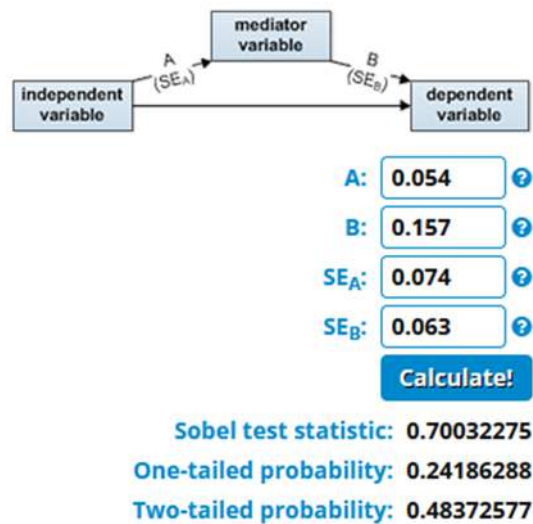 mediator
variable
A
(SEA)
B
(SEB)
independent
variable
dependent
variable
A: 0.054 ?
B: 0.157 ?
SEA: 0.074 ?
SEB: 0.063 ?
Calculate!
Sobel test statistic: 0.70032275
One-tailed probability: 0.24186288
Two-tailed probability: 0.48372577